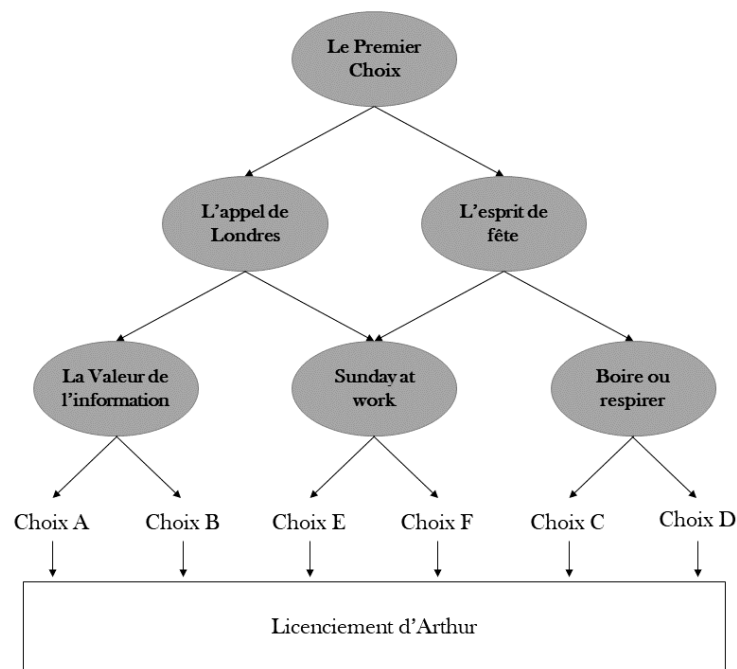 Le Premier
Choix
L'appel de
Londres
L'esprit de
fête
La Valeur de
l'information
Sunday at
work
Boire ou
respirer
Choix A
Choix B
Choix E
Choix F
Choix C
Choix D
Licenciement d'Arthur